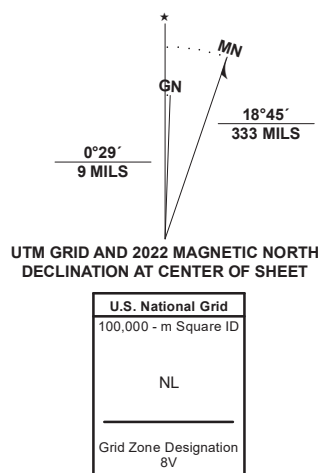 ★
MN
GN
18°45´
333 MILS
0°29´
9 MILS
UTM GRID AND 2022 MAGNETIC NORTH
DECLINATION AT CENTER OF SHEET
U.S. National Grid
100,000 - m Square ID
NL
Grid Zone Designation
8V